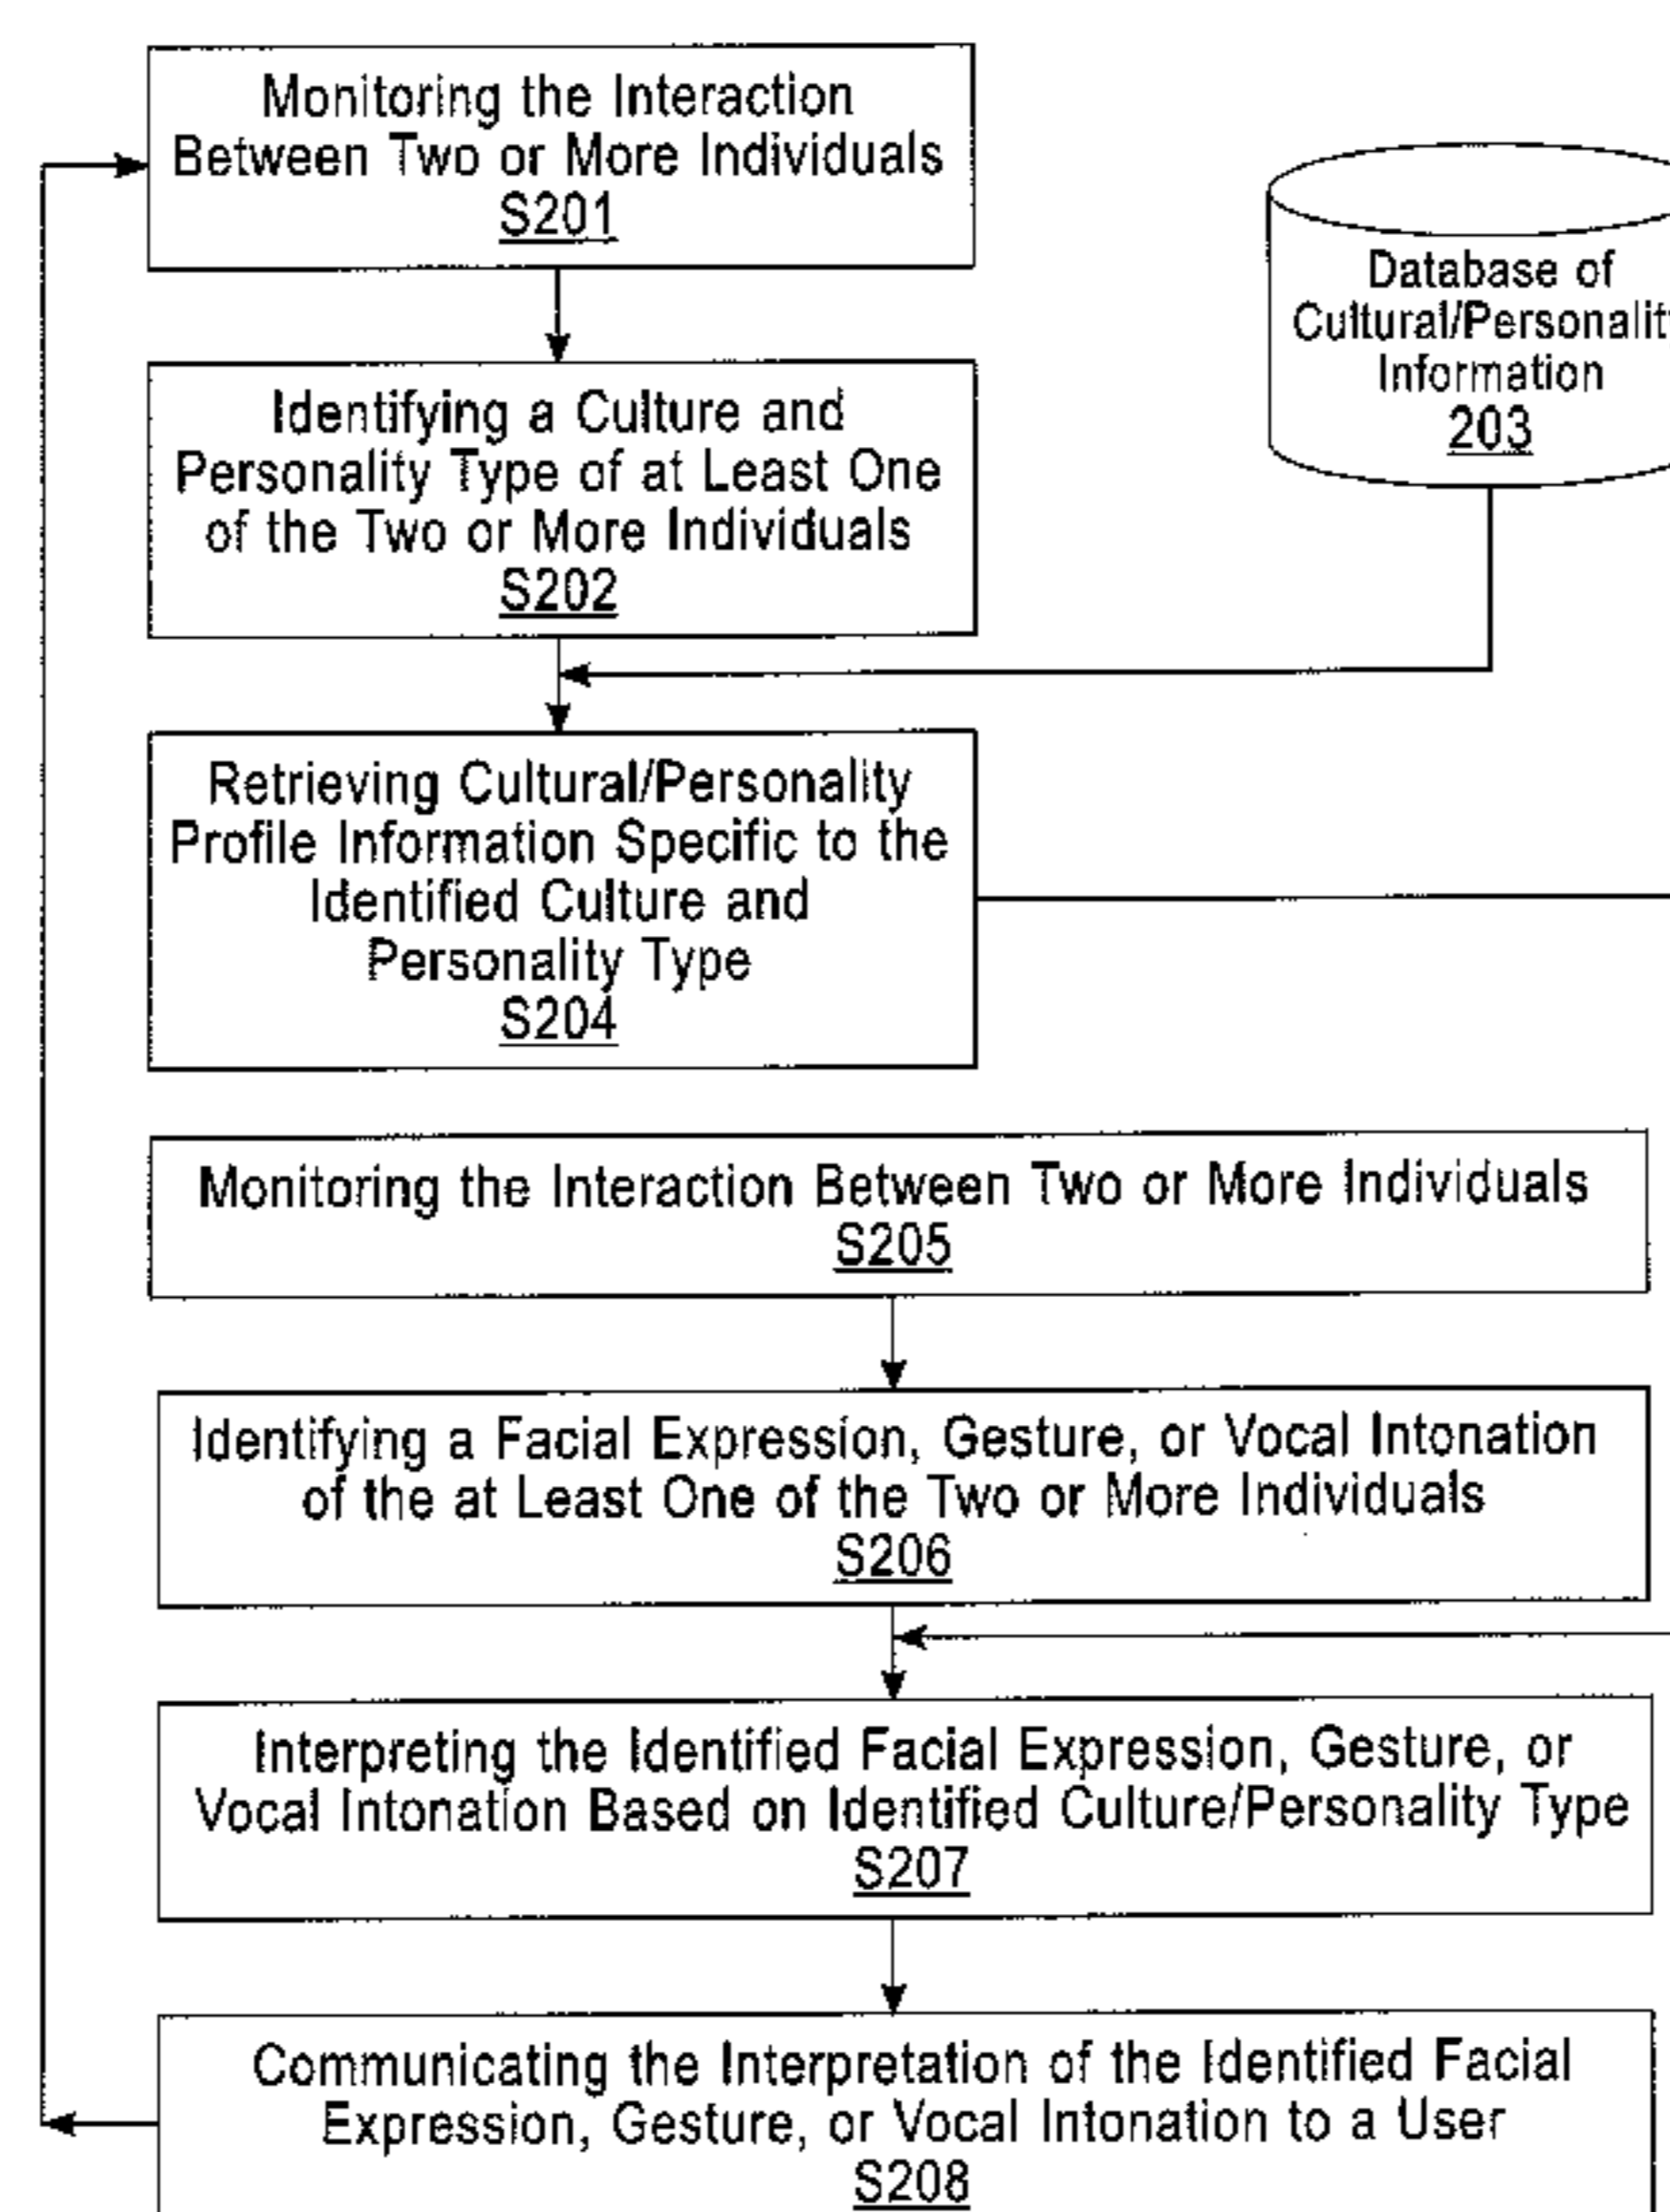 Monitoring the Interaction
Between Two or More Individuals
S201
Database of
Cultural/Personality
Information
203
Identifying a Culture and
Personality Type of at Least One
of the Two or More Individuals
S202
Retrieving Cultural/Personality
Profile Information Specific to the
Identified Culture and
Personality Type
S204
Monitoring the Interaction Between Two or More Individuals
S205
Identifying a Facial Expression, Gesture, or Vocal Intonation
of the at Least One of the Two or More Individuals
S206
Interpreting the Identified Facial Expression, Gesture, or
Vocal Intonation Based on Identified Culture/Personality Type
S207
Communicating the Interpretation of the Identified Facial
Expression, Gesture, or Vocal Intonation to a User
S208